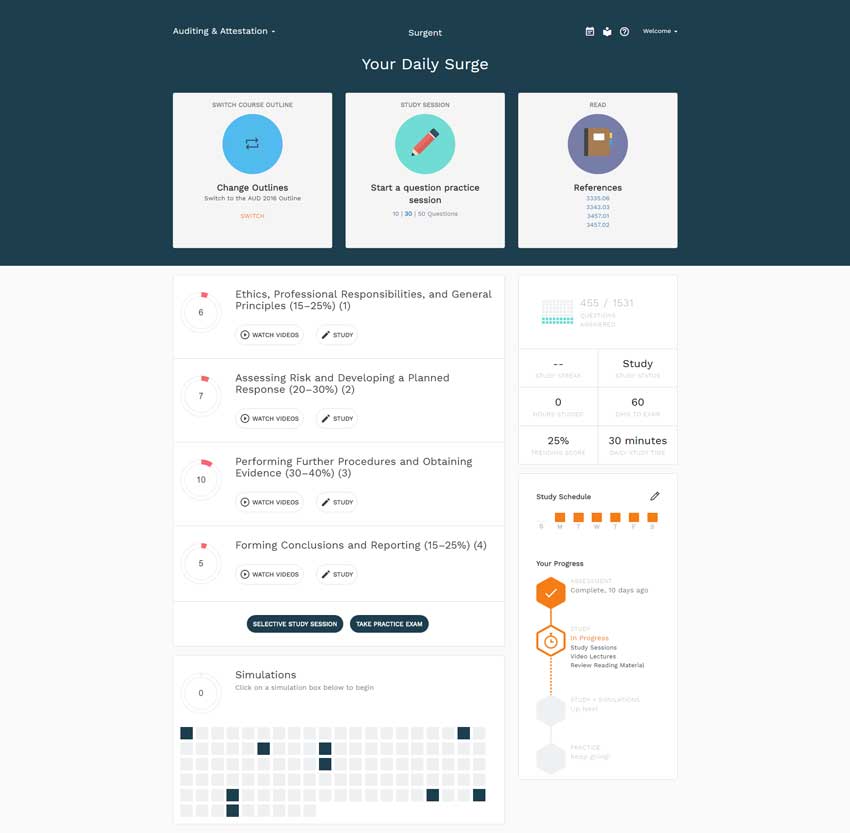 Auditing & Attestation
Surgent
Welcome
Your Daily Surge
SWITCH COURSE OUTLINE
Change Outlines
Switch to the AUD 2016 Outline
SWITCH
STUDY SESSION
Start a question practice
session
10 | 30 | 50 Questions
READ
References
3335.06
3343.03
3457.01
3457.02
6
Ethics, Professional Responsibilities, and General
Principles (15–25%) (1)
WATCH VIDEOS
STUDY
7
Assessing Risk and Developing a Planned
Response (20–30%) (2)
WATCH VIDEOS
STUDY
10
Performing Further Procedures and Obtaining
Evidence (30–40%) (3)
WATCH VIDEOS
STUDY
5
Forming Conclusions and Reporting (15–25%) (4)
WATCH VIDEOS
STUDY
SELECTIVE STUDY SESSION
TAKE PRACTICE EXAM
0
Simulations
Click on a simulation box below to begin
455 / 1531
QUESTIONS
ANSWERED
--
STUDY STREAK
Study
STUDY STATUS
0
HOURS STUDIED
60
DAYS TO EXAM
25%
TRENDING SCORE
30 minutes
DAILY STUDY TIME
Study Schedule
S M T W T F S
Your Progress
ASSESSMENT
Complete, 10 days ago
STUDY
In Progress
Study Sessions
Video Lectures
Review Reading Material
STUDY + SIMULATIONS
Up Next
PRACTICE
Keep going!